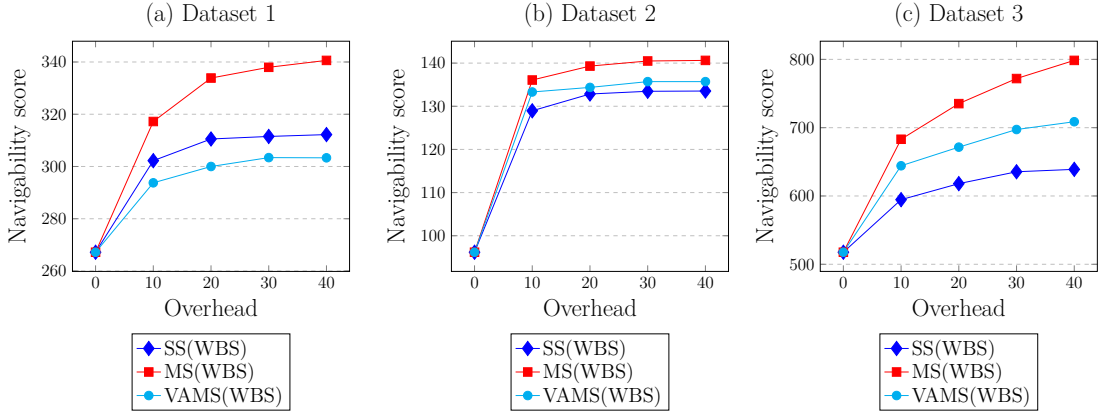 (a) Dataset 1
Navigability score
340
320
300
280
260
0 10 20 30 40
Overhead
SS(WBS)
MS(WBS)
VAMS(WBS)
(b) Dataset 2
Navigability score
140
130
120
110
100
0 10 20 30 40
Overhead
SS(WBS)
MS(WBS)
VAMS(WBS)
(c) Dataset 3
Navigability score
800
700
600
500
0 10 20 30 40
Overhead
SS(WBS)
MS(WBS)
VAMS(WBS)